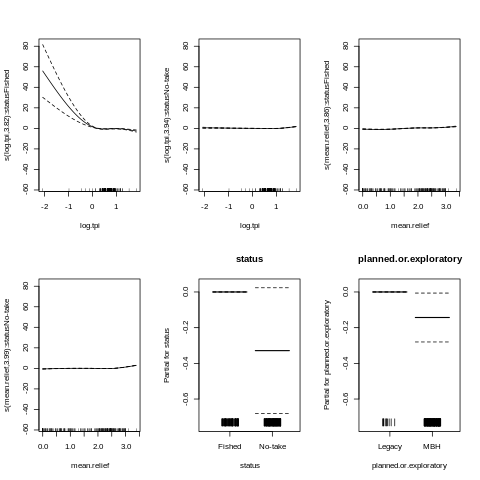 s(log.tpi,3.82):statusFished
80
60
40
20
0
-20
-40
-60
-2 -1 0 1
log.tpi
s(log.tpi,3.94):statusNo-take
80
60
40
20
0
-20
-40
-60
-2 -1 0 1
log.tpi
s(mean.relief,3.86):statusFished
80
60
40
20
0
-20
-40
-60
0.0 1.0 2.0 3.0
mean.relief
s(mean.relief,3.99):statusNo-take
80
60
40
20
0
-20
-40
-60
0.0 1.0 2.0 3.0
mean.relief
status
Partial for status
0.0
-0.2
-0.4
-0.6
Fished No-take
status
planned.or.exploratory
Partial for planned.or.exploratory
0.0
-0.2
-0.4
-0.6
Legacy MBH
planned.or.exploratory